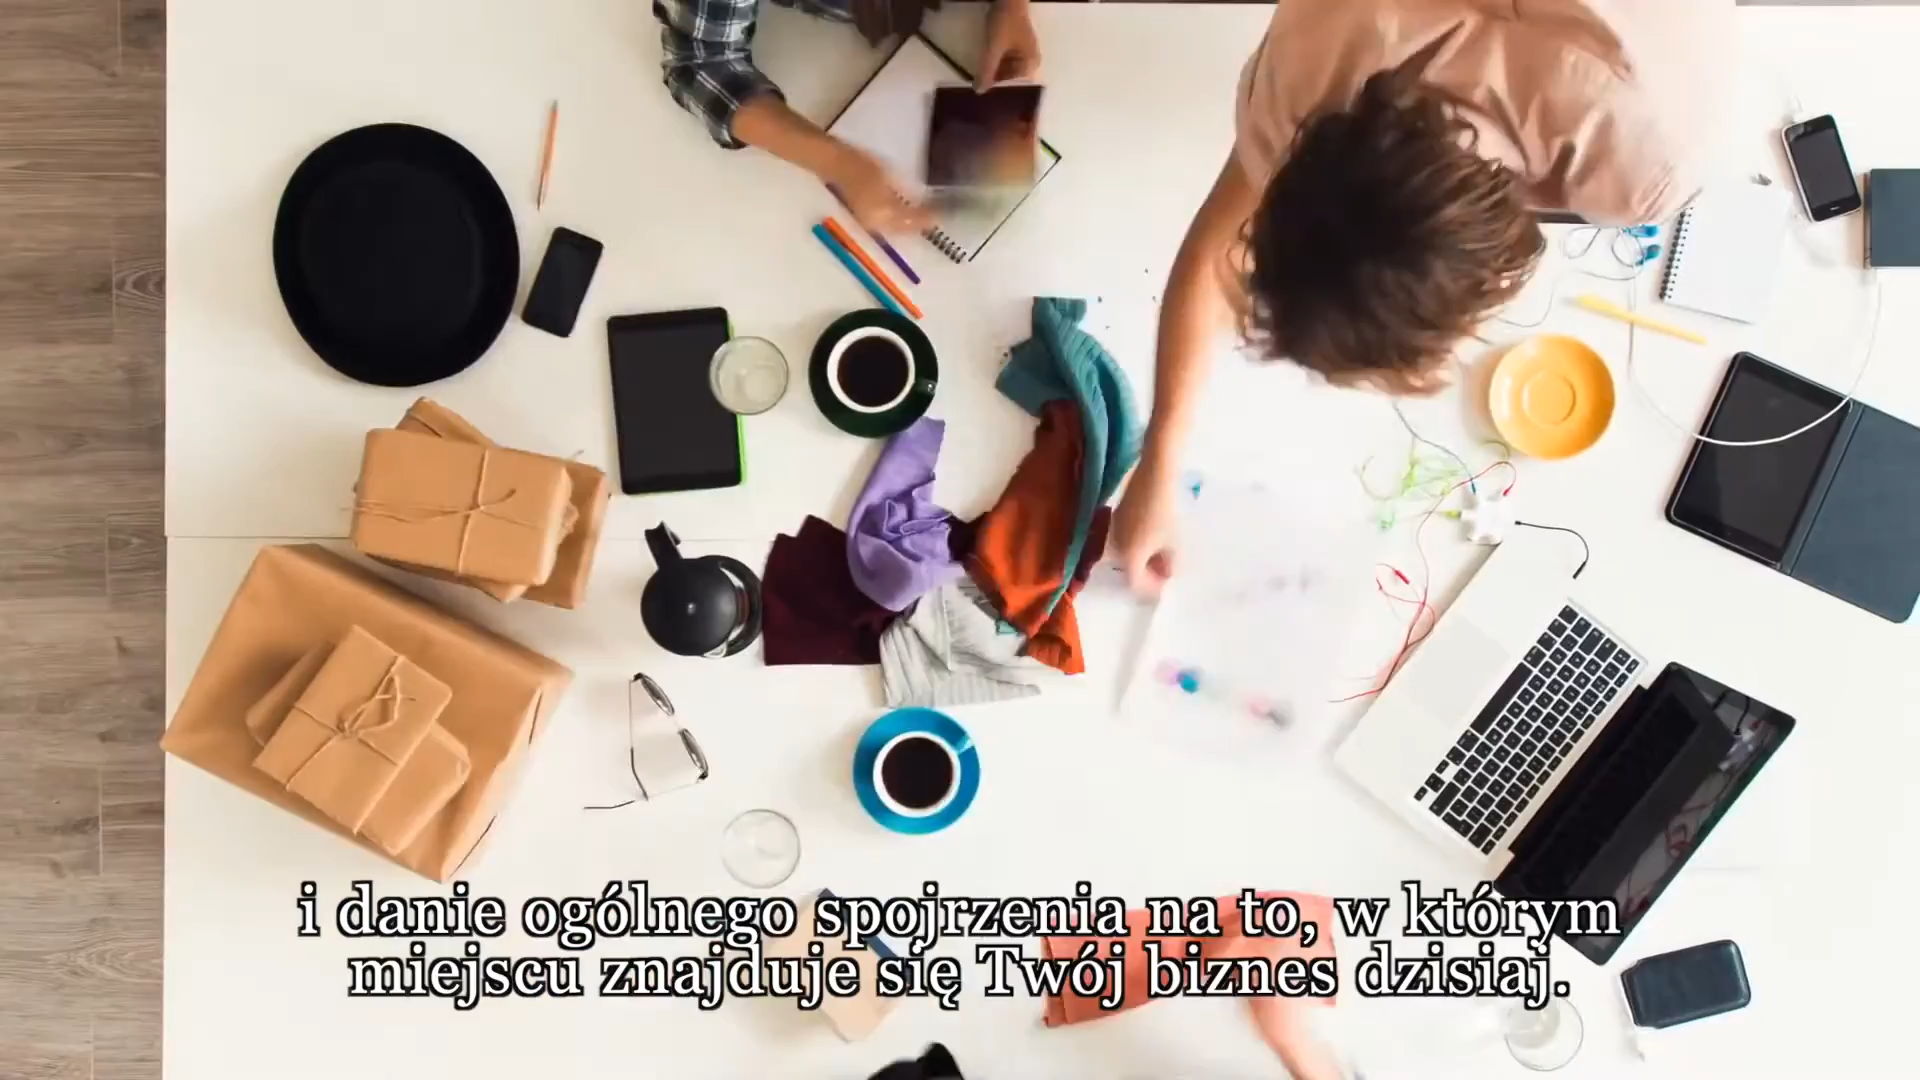 i danie ogólnego spojrzenia na to, w którym
miejscu znajduje się Twój biznes dzisiaj.